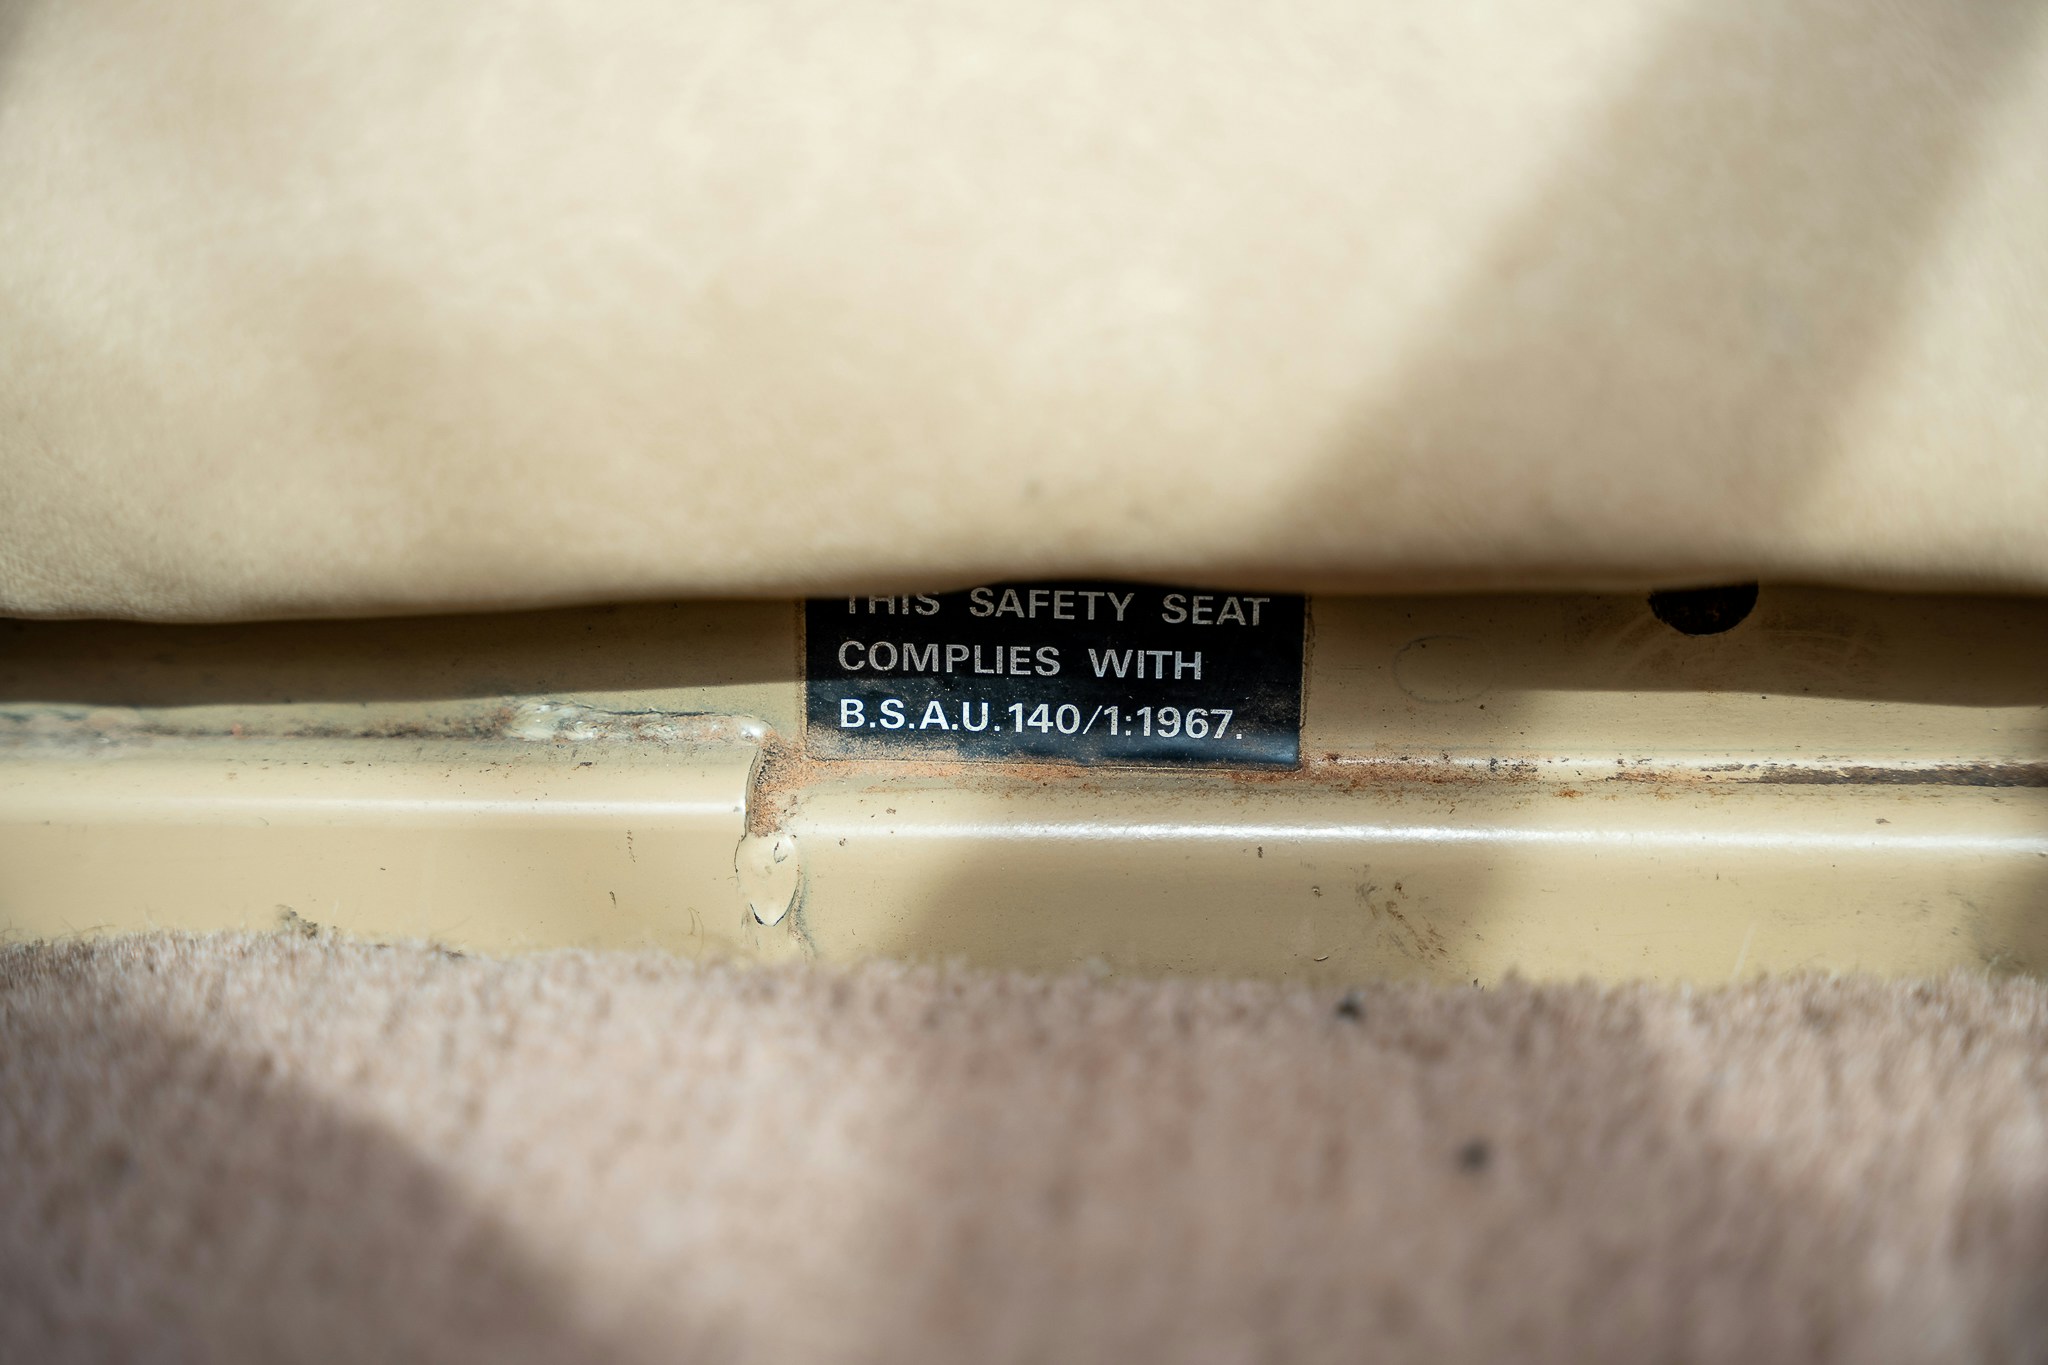 THIS SAFETY SEAT
COMPLIES WITH
B.S.A.U. 140/1:1967.